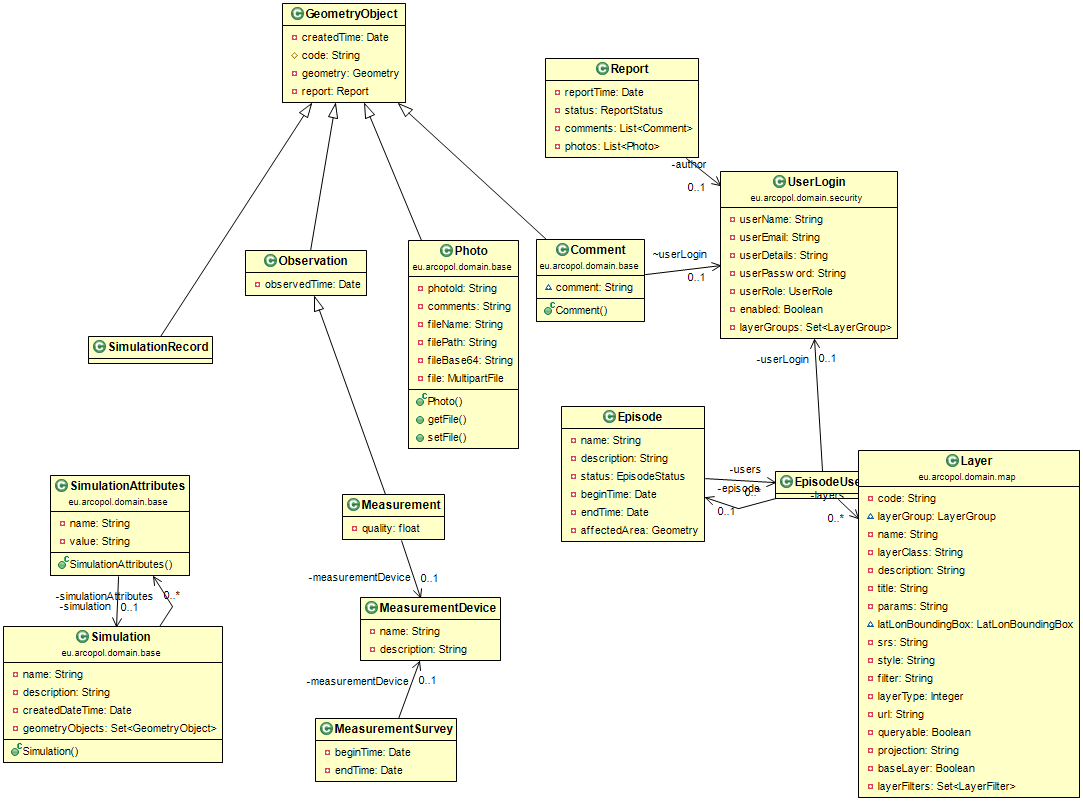 GeometryObject
createdTime: Date
code: String
geometry: Geometry
report: Report
Report
reportTime: Date
status: ReportStatus
comments: List<Comment>
photos: List<Photo>
-author
0..1
UserLogin
eu.arcopol.domain.security
userName: String
userEmail: String
userDetails: String
userPassword: String
userRole: UserRole
enabled: Boolean
layerGroups: Set<LayerGroup>
Observation
observedTime: Date
Photo
eu.arcopol.domain.base
photoId: String
comments: String
fileName: String
filePath: String
fileBase64: String
file: MultipartFile
Photo()
getFile()
setFile()
Comment
eu.arcopol.domain.base
comment: String
Comment()
~userLogin
0..1
SimulationRecord
-userLogin
0..1
Episode
name: String
description: String
status: EpisodeStatus
beginTime: Date
endTime: Date
affectedArea: Geometry
-users
0..*
-episode
0..1
EpisodeUse
-layers
0..*
Layer
eu.arcopol.domain.map
code: String
layerGroup: LayerGroup
name: String
layerClass: String
description: String
title: String
params: String
latLonBoundingBox: LatLonBoundingBox
srs: String
style: String
filter: String
layerType: Integer
url: String
queryable: Boolean
projection: String
baseLayer: Boolean
layerFilters: Set<LayerFilter>
SimulationAttributes
eu.arcopol.domain.base
name: String
value: String
SimulationAttributes()
-simulationAttributes
0..*
-simulation
0..1
Simulation
eu.arcopol.domain.base
name: String
description: String
createdDateTime: Date
geometryObjects: Set<GeometryObject>
Simulation()
Measurement
quality: float
-measurementDevice
0..1
MeasurementDevice
name: String
description: String
-measurementDevice
0..1
MeasurementSurvey
beginTime: Date
endTime: Date